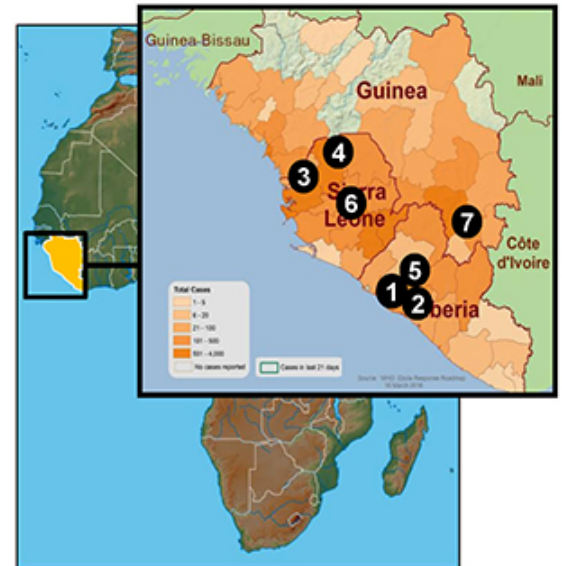 Guinea-Bissau
Guinea
Mali
4
3
Sierra
6
Leone
7
Côte
d'Ivoire
5
1
2
beria
Total Cases
1 - 5
6 - 20
21 - 100
101 - 500
501 - 4,000
No cases reported
Cases in last 21 days